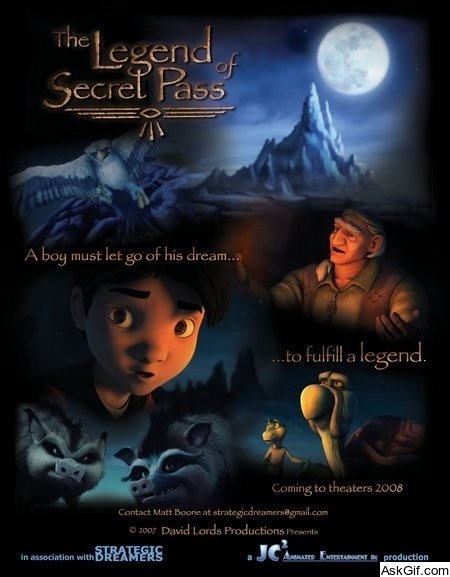 The Legend of
Secret Pass
A boy must let go of his dream...
...to fulfill a legend.
Coming to theaters 2008
Contact Matt Boone at strategicdreamers@gmail.com
© 2007 David Lords Productions Presents
in association with STRATEGIC DREAMERS a JC2 ANIMATED ENTERTAINMENT llc production
AskGif.com